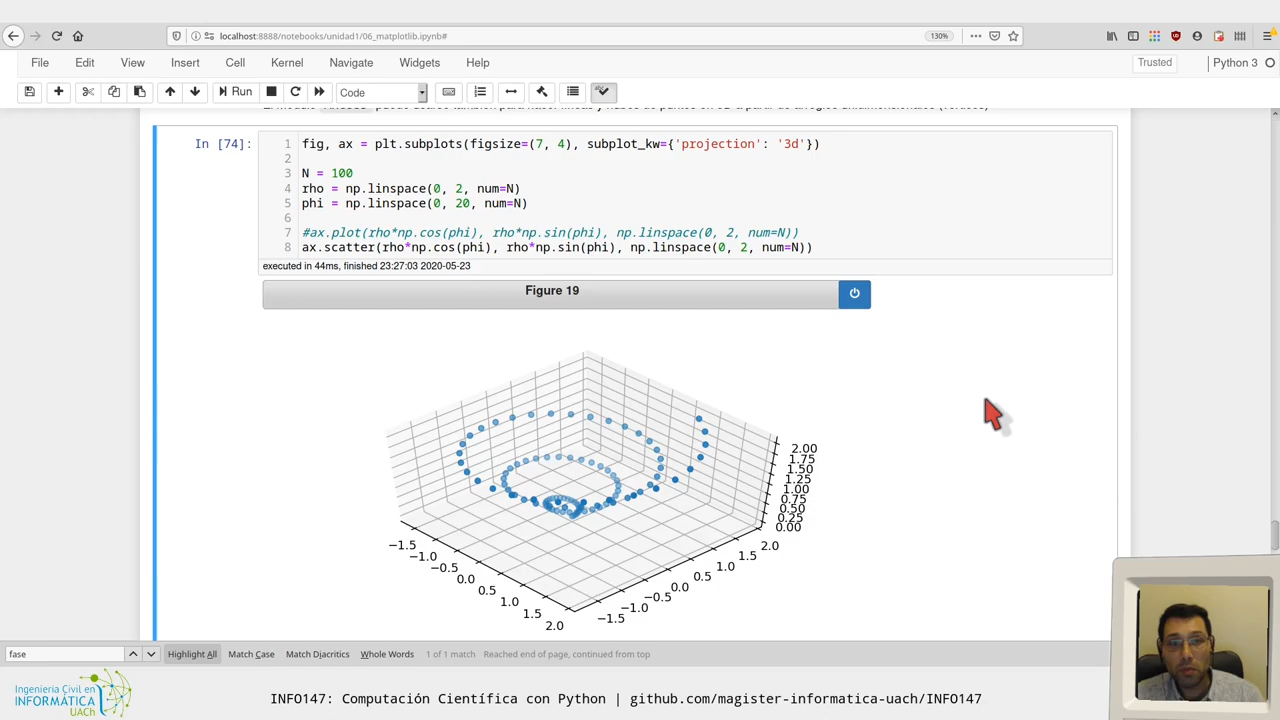 localhost:8888/notebooks/unidad1/06_matplotlib.ipynb#
130%
File Edit View Insert Cell Kernel Navigate Widgets Help
Trusted Python 3
Run Code
In [74]:
1 fig, ax = plt.subplots(figsize=(7, 4), subplot_kw={'projection': '3d'})
2
3 N = 100
4 rho = np.linspace(0, 2, num=N)
5 phi = np.linspace(0, 20, num=N)
6
7 #ax.plot(rho*np.cos(phi), rho*np.sin(phi), np.linspace(0, 2, num=N))
8 ax.scatter(rho*np.cos(phi), rho*np.sin(phi), np.linspace(0, 2, num=N))
executed in 44ms, finished 23:27:03 2020-05-23
Figure 19
2.00
1.75
1.50
1.25
1.00
0.75
0.50
0.25
0.00
−1.5
−1.0
−0.5
0.0
0.5
1.0
1.5
2.0
−1.5
−1.0
−0.5
0.0
0.5
1.0
1.5
2.0
fase Highlight All Match Case Match Diacritics Whole Words 1 of 1 match Reached end of page, continued from top
Ingeniería Civil en
INFORMÁTICA
UACh
INFO147: Computación Científica con Python | github.com/magister-informatica-uach/INFO147